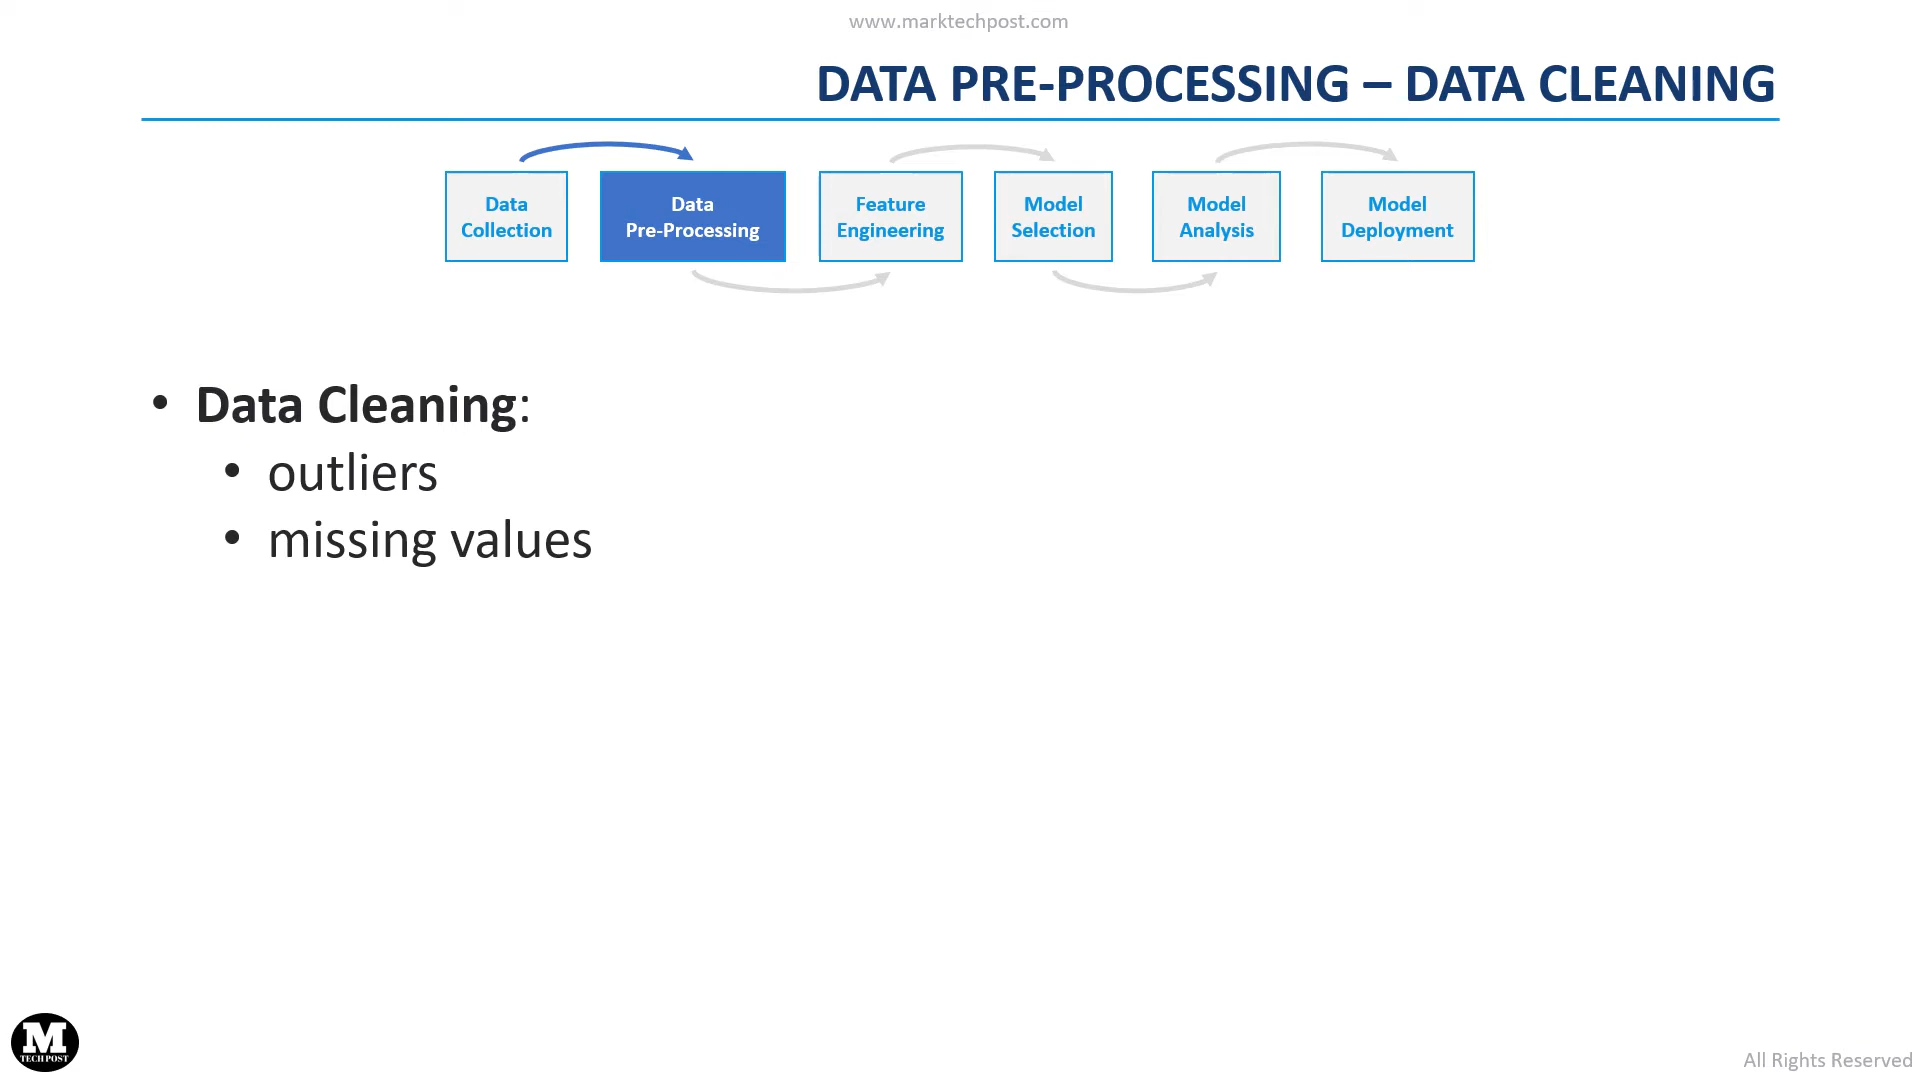 www.marktechpost.com
DATA PRE-PROCESSING – DATA CLEANING
Data
Collection
Data
Pre-Processing
Feature
Engineering
Model
Selection
Model
Analysis
Model
Deployment
• Data Cleaning:
• outliers
• missing values
M
TECH POST
All Rights Reserved